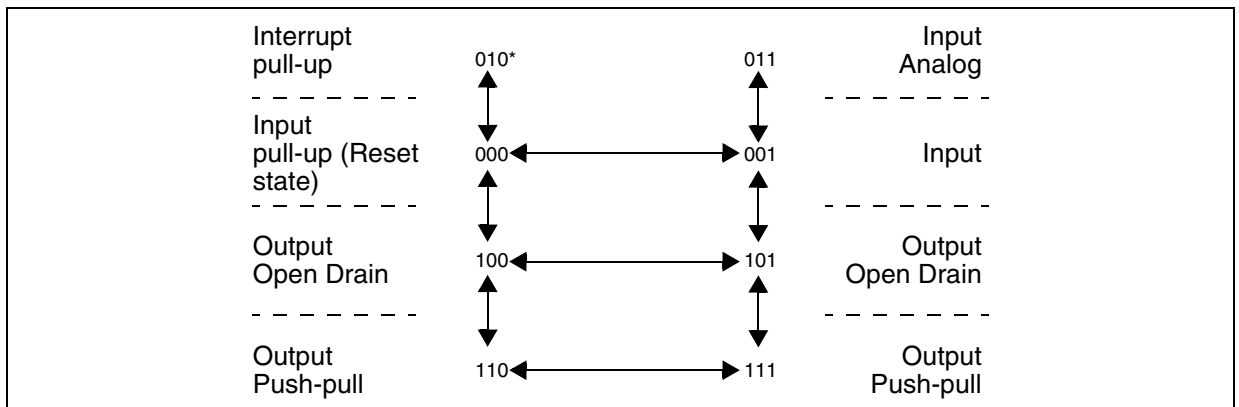 Interrupt
pull-up
010*
011
Input
Analog
Input
pull-up (Reset
state)
000
001
Input
Output
Open Drain
100
101
Output
Open Drain
Output
Push-pull
110
111
Output
Push-pull